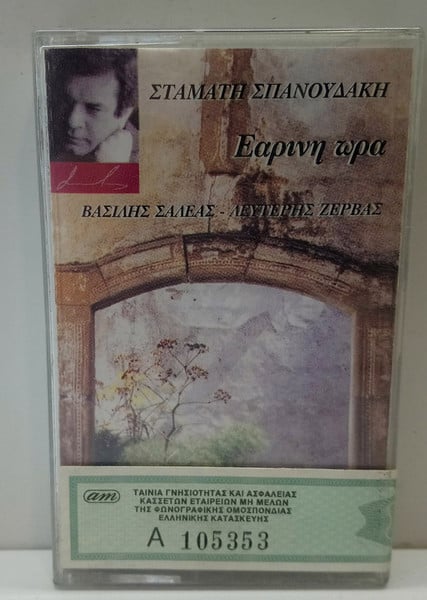 ΣΤΑΜΑΤΗ ΣΠΑΝΟΥΔΑΚΗ
Εαρινη ωρα
ΒΑΣΙΛΗΣ ΣΑΛΕΑΣ - ΛΕΥΤΕΡΗΣ ΖΕΡΒΑΣ
am
ΤΑΙΝΙΑ ΓΝΗΣΙΟΤΗΤΑΣ ΚΑΙ ΑΣΦΑΛΕΙΑΣ
ΚΑΣΣΕΤΩΝ ΕΤΑΙΡΕΙΩΝ ΜΗ ΜΕΛΩΝ
ΤΗΣ ΦΩΝΟΓΡΑΦΙΚΗΣ ΟΜΟΣΠΟΝΔΙΑΣ
ΕΛΛΗΝΙΚΗΣ ΚΑΤΑΣΚΕΥΗΣ
Α 105353